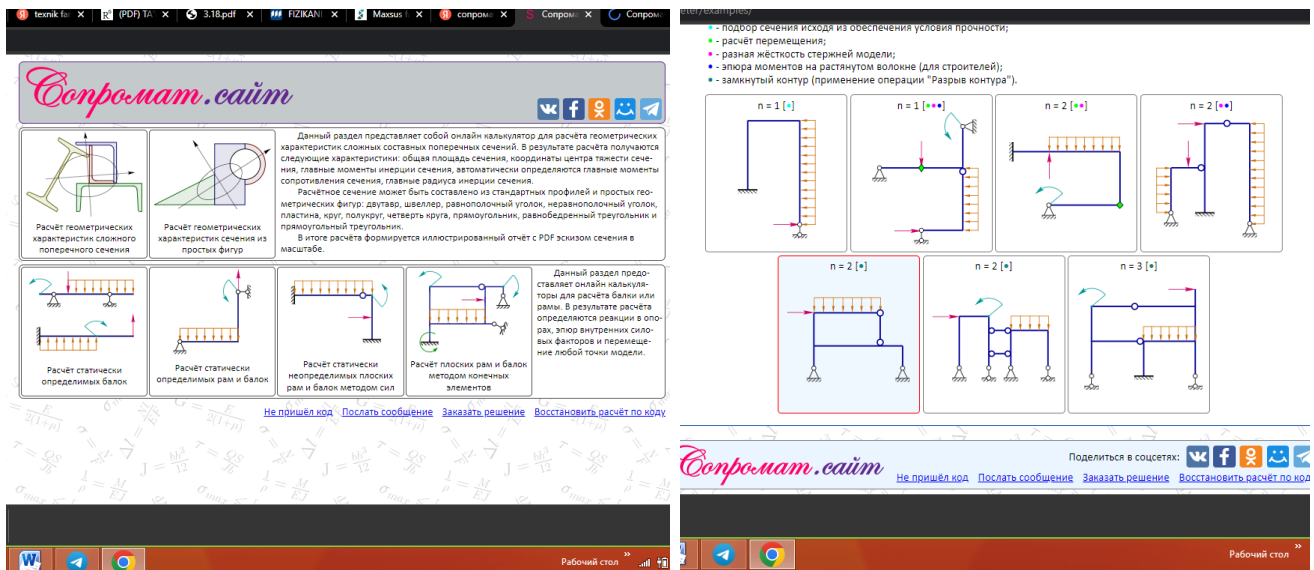 texnik fa
(PDF) TA
3.18.pdf
FIZIKANI
Maxsus f
сопром
Сопрома
Сопрома
Сопромат.сайт
Данный раздел представляет собой онлайн калькулятор для расчёта геометрических
характеристик сложных составных поперечных сечений. В результате расчёта получаются
следующие характеристики: общая площадь сечения, координаты центра тяжести сече-
ния, главные моменты инерции сечения, автоматически определяются главные моменты
сопротивления сечения, главные радиуса инерции сечения.
Расчётное сечение может быть составлено из стандартных профилей и простых гео-
метрических фигур: двутавр, швеллер, равнополочный уголок, неравнополочный уголок,
пластина, круг, полукруг, четверть круга, прямоугольник, равнобедренный треугольник и
прямоугольный треугольник.
В итоге расчёта формируется иллюстрированный отчёт с PDF эскизом сечения в
масштабе.
Расчёт геометрических
характеристик сложного
поперечного сечения
Расчёт геометрических
характеристик сечения из
простых фигур
Данный раздел предо-
ставляет онлайн калькуля-
торы для расчёта балки или
рамы. В результате расчёта
определяются реакции в опо-
рах, эпюр внутренних сило-
вых факторов и перемеще-
ние любой точки модели.
Расчёт статически
определимых балок
Расчёт статически
определимых рам и балок
Расчёт статически
неопределимых плоских
рам и балок методом сил
Расчёт плоских рам и балок
методом конечных
элементов
Не пришёл код Послать сообщение Заказать решение Восстановить расчёт по коду
Рабочий стол
eter/examples/
- подбор сечения исходя из обеспечения условия прочности;
- расчёт перемещения;
- разная жёсткость стержней модели;
- эпюра моментов на растянутом волокне (для строителей);
- замкнутый контур (применение операции "Разрыв контура").
n = 1 [•]
n = 1 [•••]
n = 2 [••]
n = 2 [••]
n = 2 [•]
n = 2 [•]
n = 3 [•]
Сопромат.сайт
Поделиться в соцсетях:
Не пришёл код Послать сообщение Заказать решение Восстановить расчёт по код
Рабочий стол